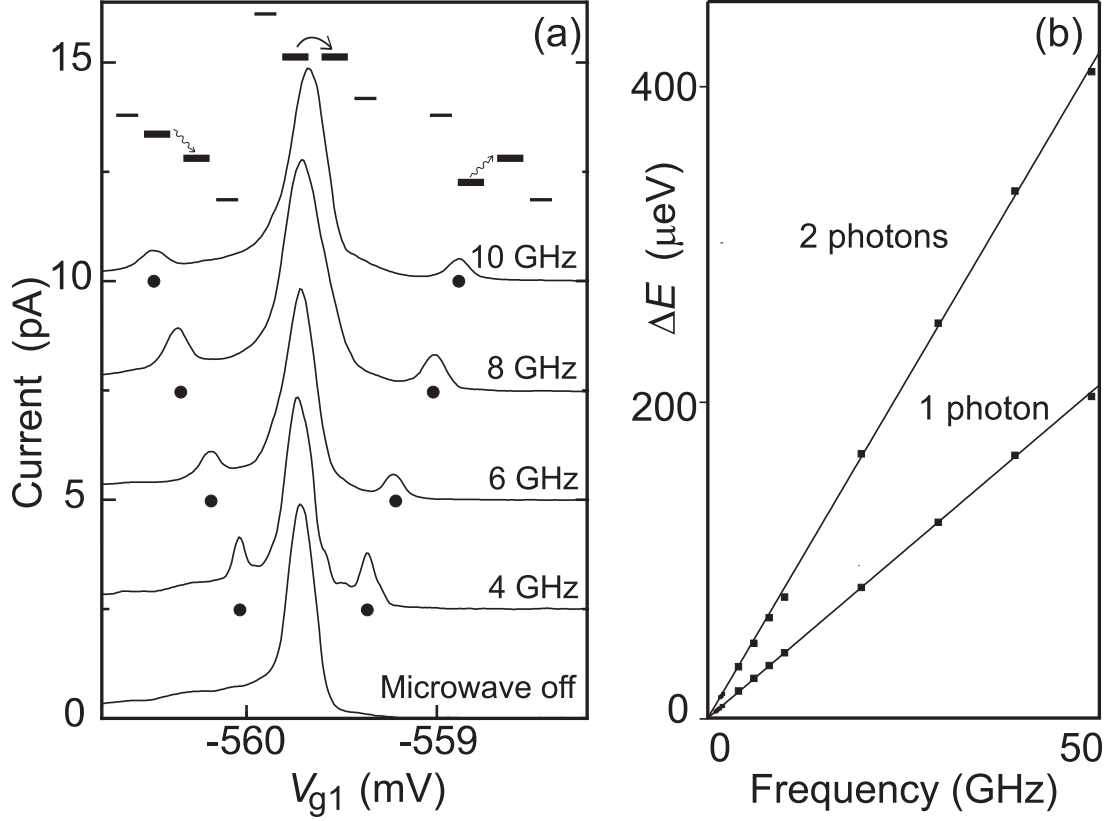 (a)
15
10
5
0
Current (pA)
10 GHz
8 GHz
6 GHz
4 GHz
Microwave off
-560
-559
Vg1 (mV)
(b)
400
200
0
ΔE (μeV)
2 photons
1 photon
0
50
Frequency (GHz)